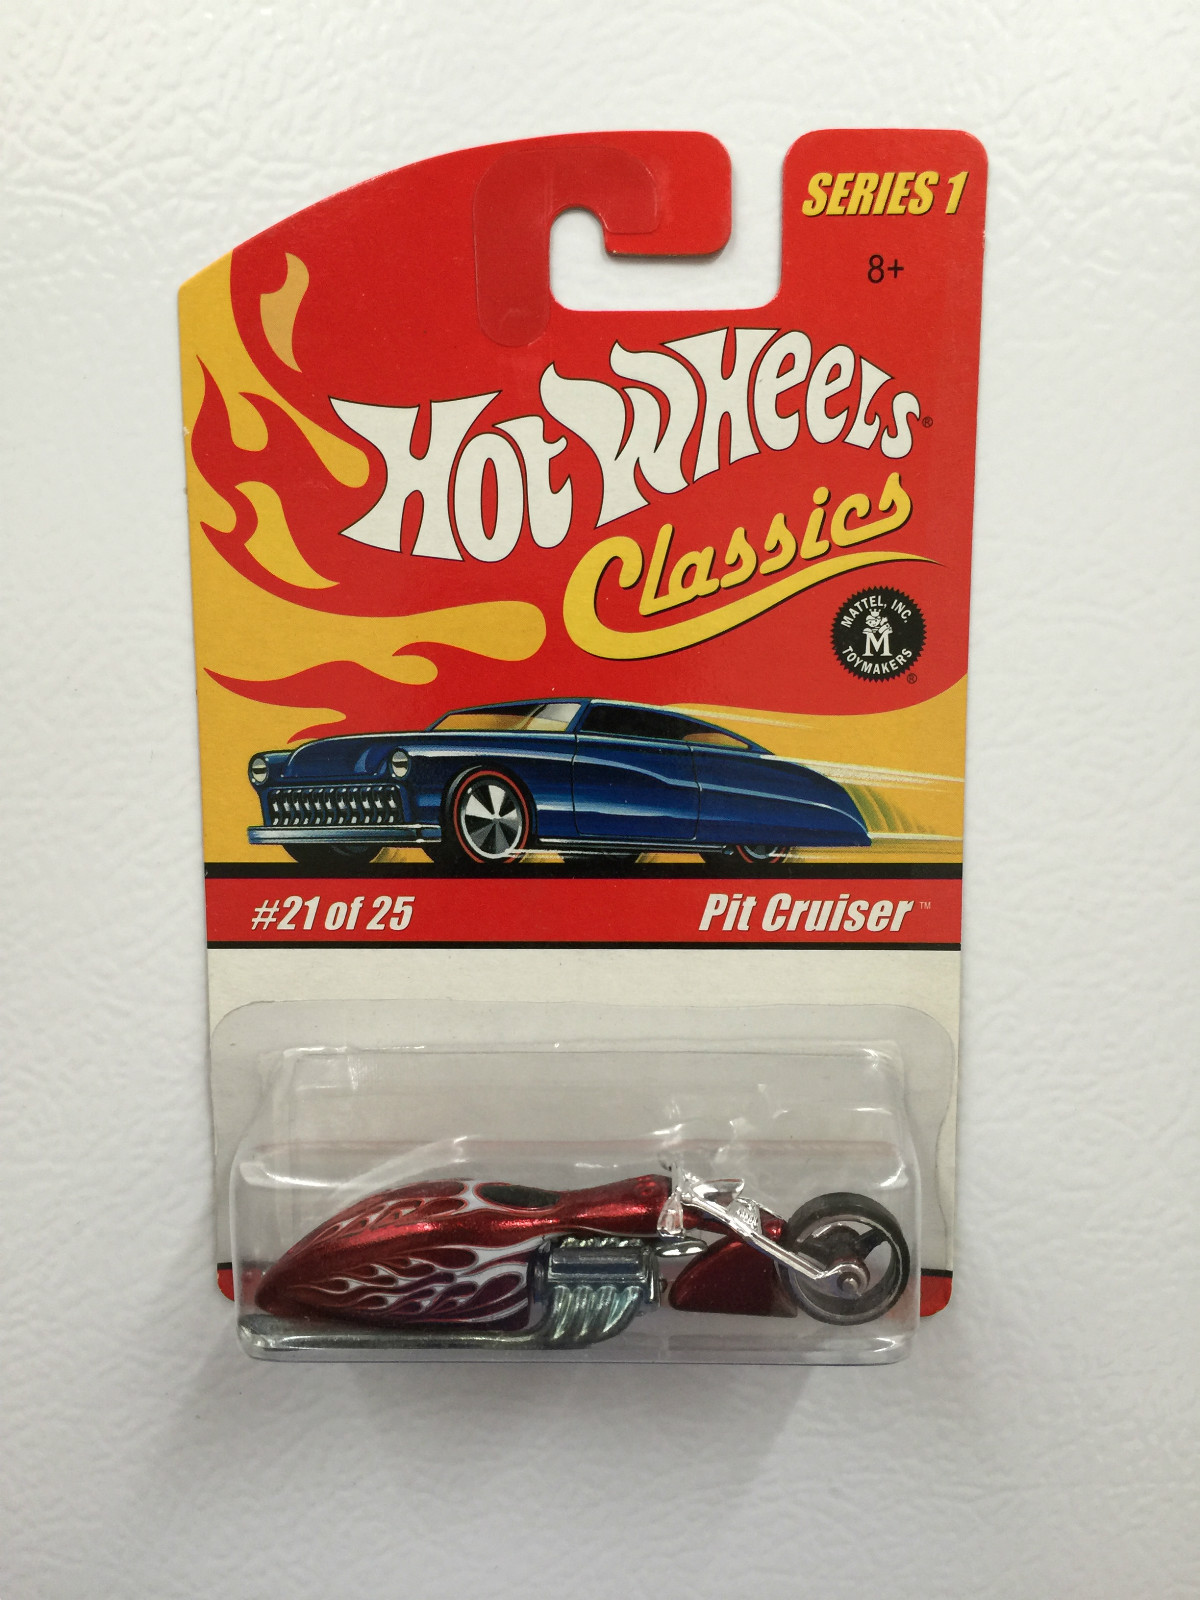 SERIES 1
8+
HOT WHEELS®
Classics
MATTEL, INC.
M
TOYMAKERS
®
#21 of 25
Pit Cruiser™